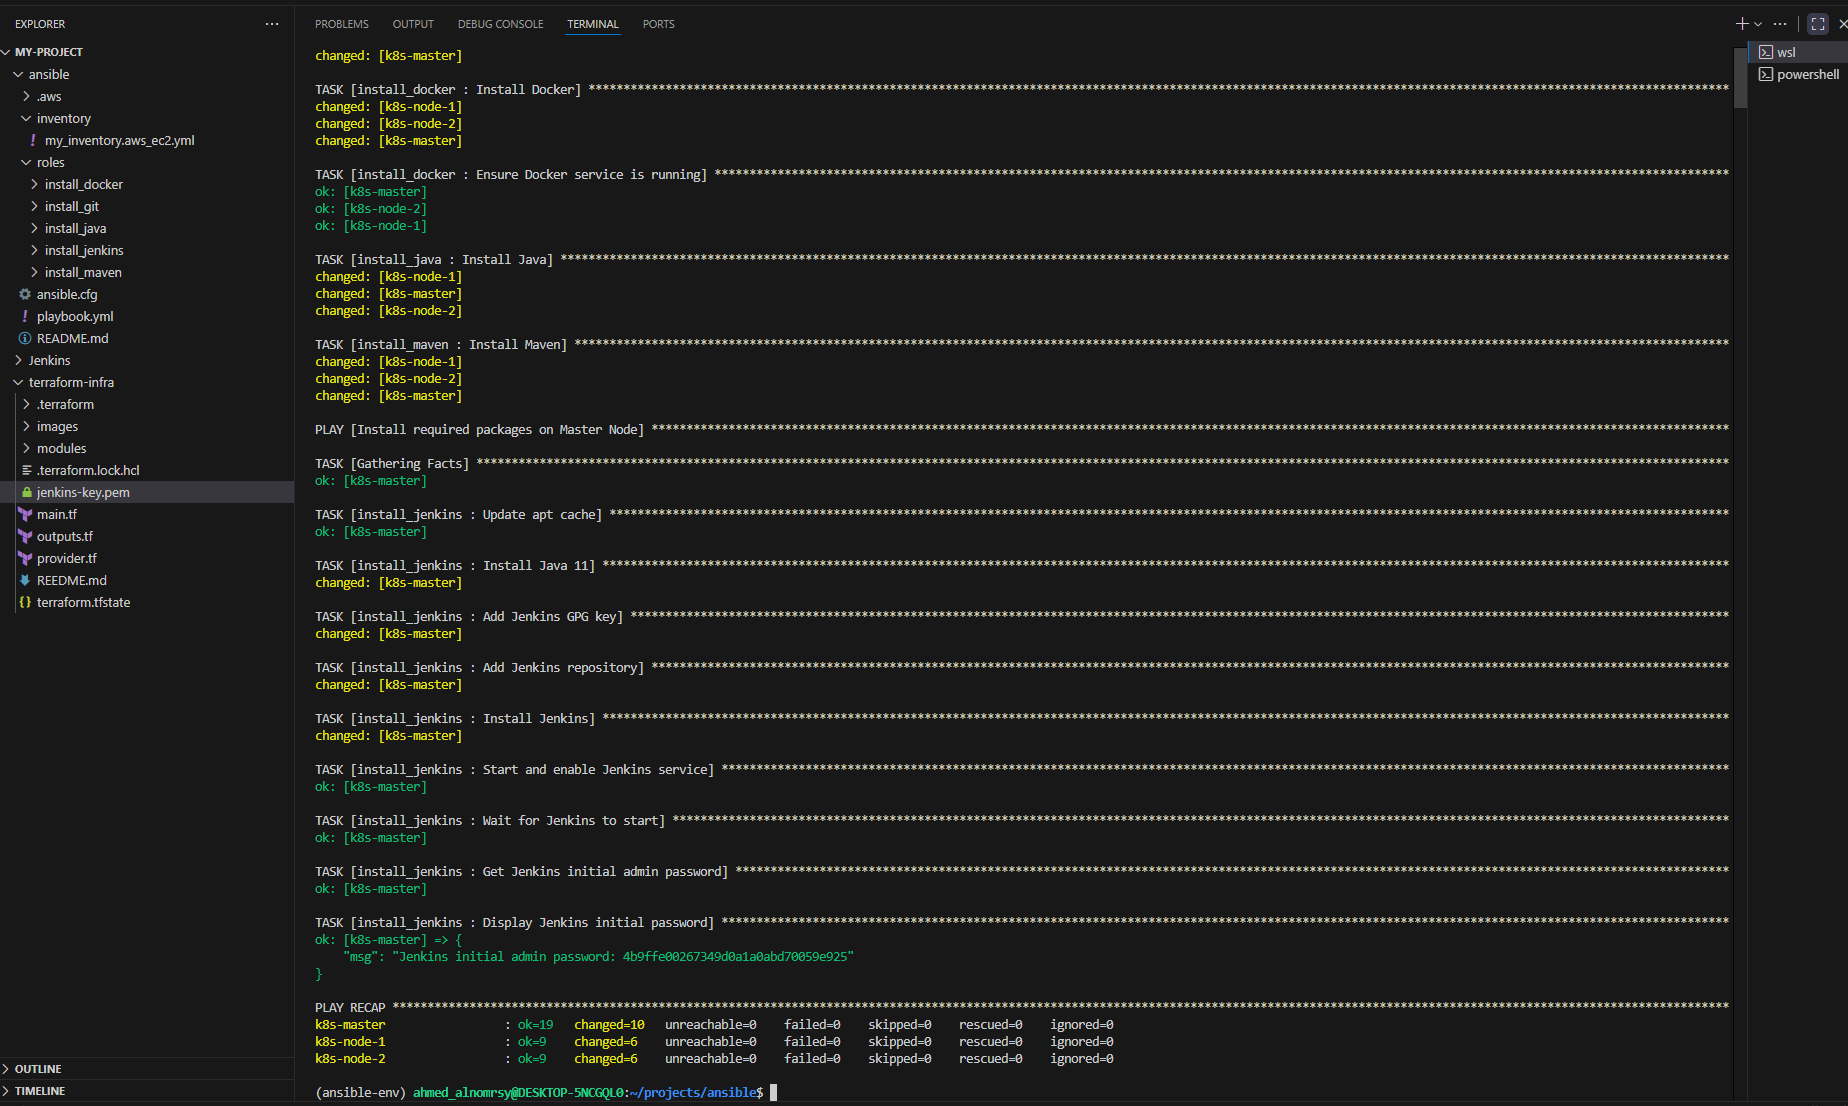 EXPLORER
MY-PROJECT
ansible
.aws
inventory
my_inventory.aws_ec2.yml
roles
install_docker
install_git
install_java
install_jenkins
install_maven
ansible.cfg
playbook.yml
README.md
Jenkins
terraform-infra
.terraform
images
modules
.terraform.lock.hcl
jenkins-key.pem
main.tf
outputs.tf
provider.tf
REEDME.md
terraform.tfstate
OUTLINE
TIMELINE
PROBLEMS OUTPUT DEBUG CONSOLE TERMINAL PORTS
changed: [k8s-master]
TASK [install_docker : Install Docker] ****
changed: [k8s-node-1]
changed: [k8s-node-2]
changed: [k8s-master]
TASK [install_docker : Ensure Docker service is running] ****
ok: [k8s-master]
ok: [k8s-node-2]
ok: [k8s-node-1]
TASK [install_java : Install Java] ****
changed: [k8s-node-1]
changed: [k8s-master]
changed: [k8s-node-2]
TASK [install_maven : Install Maven] ****
changed: [k8s-node-1]
changed: [k8s-node-2]
changed: [k8s-master]
PLAY [Install required packages on Master Node] ****
TASK [Gathering Facts] ****
ok: [k8s-master]
TASK [install_jenkins : Update apt cache] ****
ok: [k8s-master]
TASK [install_jenkins : Install Java 11] ****
changed: [k8s-master]
TASK [install_jenkins : Add Jenkins GPG key] ****
changed: [k8s-master]
TASK [install_jenkins : Add Jenkins repository] ****
changed: [k8s-master]
TASK [install_jenkins : Install Jenkins] ****
changed: [k8s-master]
TASK [install_jenkins : Start and enable Jenkins service] ****
ok: [k8s-master]
TASK [install_jenkins : Wait for Jenkins to start] ****
ok: [k8s-master]
TASK [install_jenkins : Get Jenkins initial admin password] ****
ok: [k8s-master]
TASK [install_jenkins : Display Jenkins initial password] ****
ok: [k8s-master] => {
"msg": "Jenkins initial admin password: 4b9ffe00267349d0a1a0abd70059e925"
}
PLAY RECAP ****
k8s-master : ok=19 changed=10 unreachable=0 failed=0 skipped=0 rescued=0 ignored=0
k8s-node-1 : ok=9 changed=6 unreachable=0 failed=0 skipped=0 rescued=0 ignored=0
k8s-node-2 : ok=9 changed=6 unreachable=0 failed=0 skipped=0 rescued=0 ignored=0
(ansible-env) ahmed_alnomrsy@DESKTOP-5NCGQL0:~/projects/ansible$
wsl
powershell